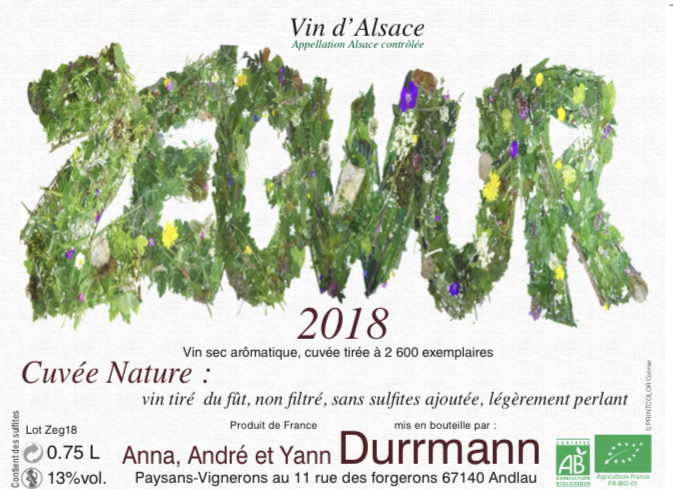 Vin d'Alsace
Appellation Alsace contrôlée
ZEGWUR
2018
Vin sec arômatique, cuvée tirée à 2 600 exemplaires
Cuvée Nature :
vin tiré du fût, non filtré, sans sulfites ajoutée, légèrement perlant
Contient des sulfites
Lot Zeg18
0.75 L
13%vol.
Produit de France
mis en bouteille par :
Anna, André et Yann Durrmann
Paysans-Vignerons au 11 rue des forgerons 67140 Andlau
CERTIFIÉ
AB
AGRICULTURE
BIOLOGIQUE
Agriculture France
FR-BIO-01
S PRINTCOLOR Colmar